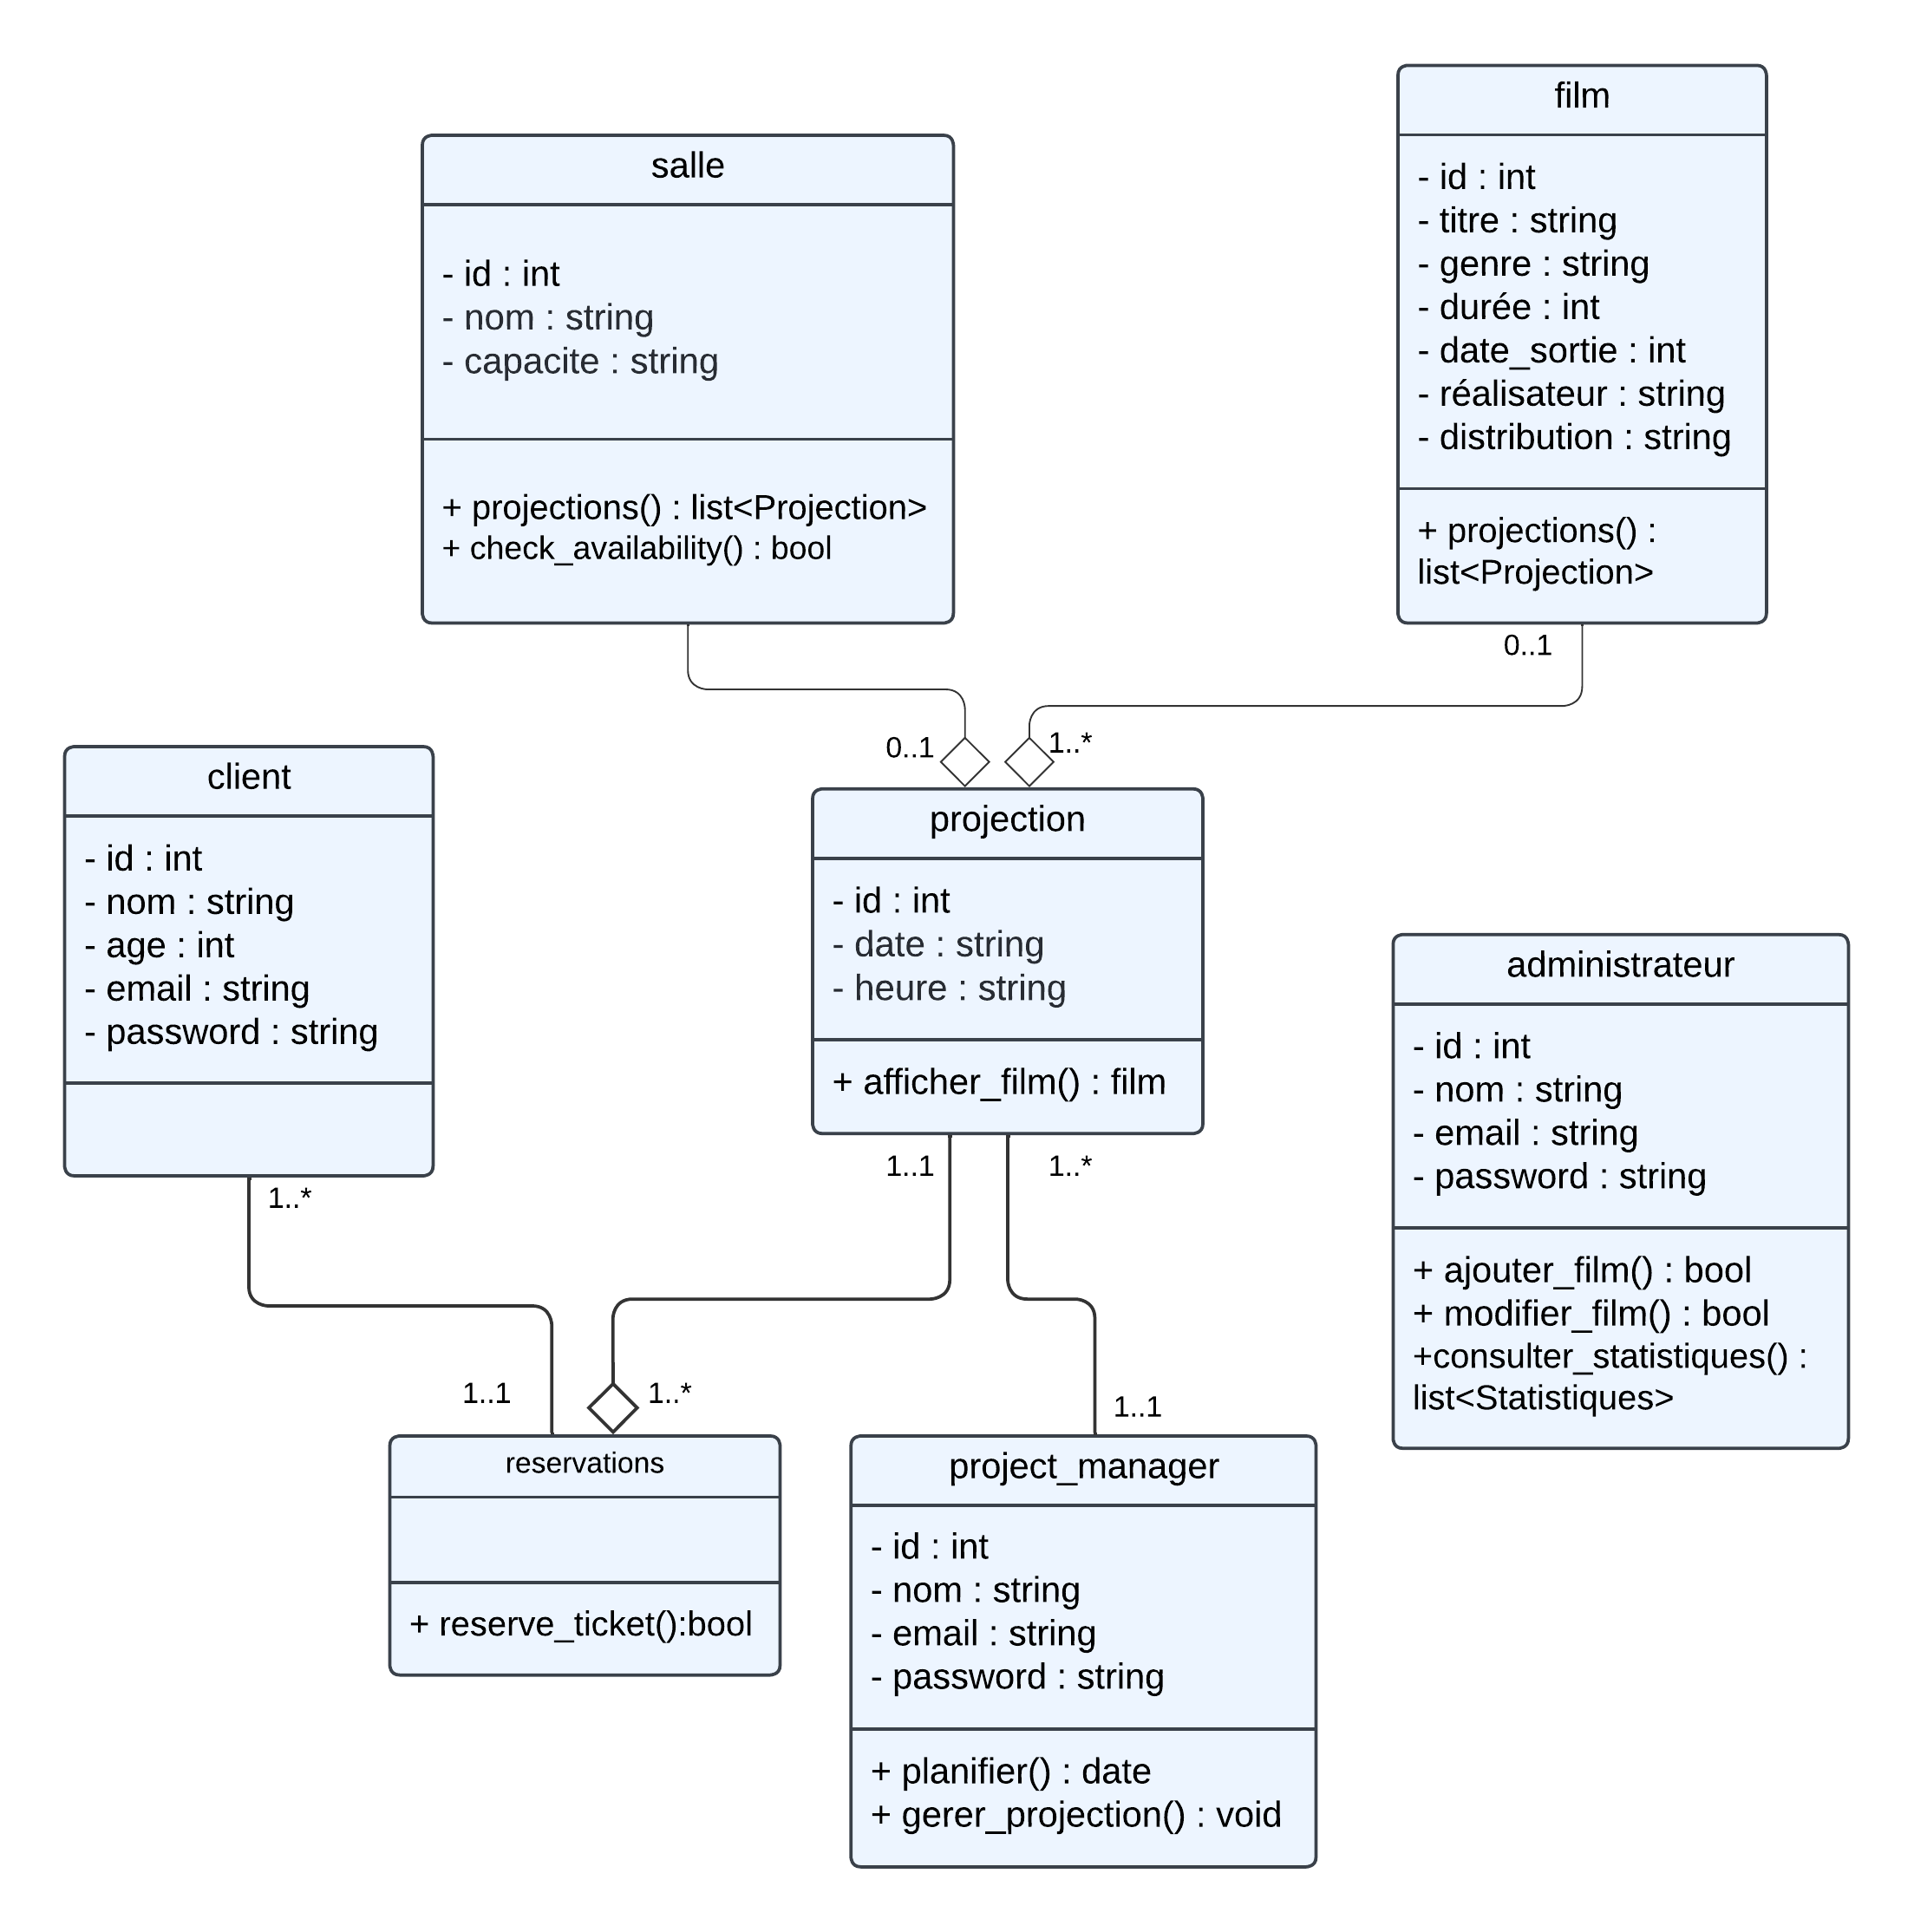 salle
- id : int
- nom : string
- capacite : string
+ projections() : list<Projection>
+ check_availability() : bool
film
- id : int
- titre : string
- genre : string
- durée : int
- date_sortie : int
- réalisateur : string
- distribution : string
+ projections() :
list<Projection>
0..1
0..1
1..*
client
- id : int
- nom : string
- age : int
- email : string
- password : string
1..*
projection
- id : int
- date : string
- heure : string
+ afficher_film() : film
1..1
1..*
administrateur
- id : int
- nom : string
- email : string
- password : string
+ ajouter_film() : bool
+ modifier_film() : bool
+consulter_statistiques() :
list<Statistiques>
1..1
1..*
1..1
reservations
+ reserve_ticket():bool
project_manager
- id : int
- nom : string
- email : string
- password : string
+ planifier() : date
+ gerer_projection() : void